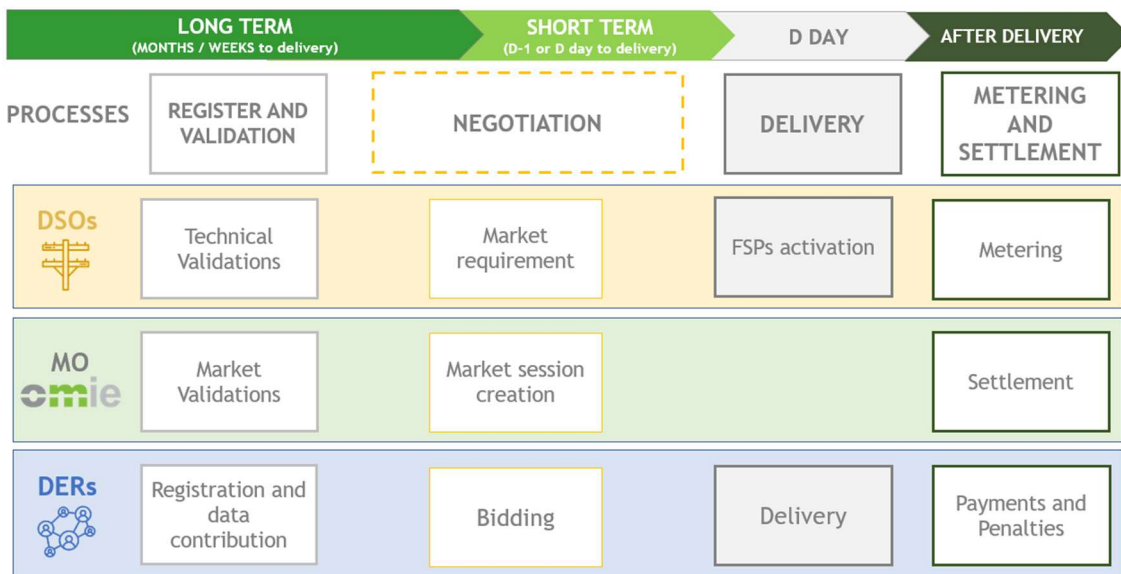 LONG TERM
(MONTHS / WEEKS to delivery)
SHORT TERM
(D-1 or D day to delivery)
D DAY
AFTER DELIVERY
PROCESSES
REGISTER AND
VALIDATION
NEGOTIATION
DELIVERY
METERING
AND
SETTLEMENT
DSOs
Technical
Validations
Market
requirement
FSPs activation
Metering
MO
omie
Market
Validations
Market session
creation
Settlement
DERs
Registration and
data
contribution
Bidding
Delivery
Payments and
Penalties